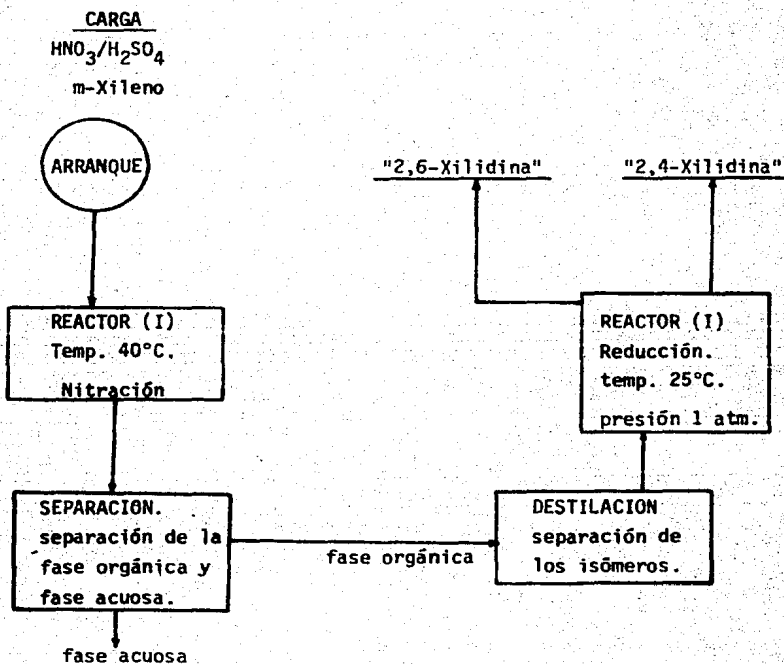 CARGA
HNO3/H2SO4
m-Xileno
ARRANQUE
REACTOR (I)
Temp. 40°C.
Nitración
SEPARACION.
separación de la
fase orgánica y
fase acuosa.
fase acuosa
fase orgánica
DESTILACION
separación de
los isómeros.
REACTOR (I)
Reducción.
temp. 25°C.
presión 1 atm.
"2,6-Xilidina"
"2,4-Xilidina"